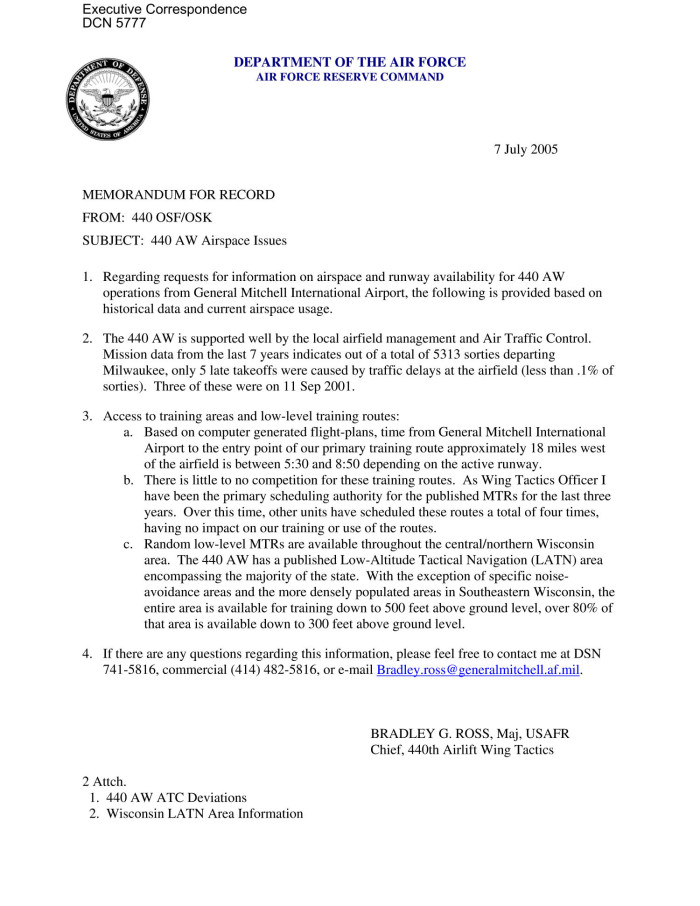 Executive Correspondence
DCN 5777
DEPARTMENT OF DEFENSE
UNITED STATES OF AMERICA
DEPARTMENT OF THE AIR FORCE
AIR FORCE RESERVE COMMAND
7 July 2005
MEMORANDUM FOR RECORD
FROM:  440 OSF/OSK
SUBJECT:  440 AW Airspace Issues
1.  Regarding requests for information on airspace and runway availability for 440 AW
operations from General Mitchell International Airport, the following is provided based on
historical data and current airspace usage.
2.  The 440 AW is supported well by the local airfield management and Air Traffic Control.
Mission data from the last 7 years indicates out of a total of 5313 sorties departing
Milwaukee, only 5 late takeoffs were caused by traffic delays at the airfield (less than .1% of
sorties).  Three of these were on 11 Sep 2001.
3.  Access to training areas and low-level training routes:
a.  Based on computer generated flight-plans, time from General Mitchell International
Airport to the entry point of our primary training route approximately 18 miles west
of the airfield is between 5:30 and 8:50 depending on the active runway.
b.  There is little to no competition for these training routes.  As Wing Tactics Officer I
have been the primary scheduling authority for the published MTRs for the last three
years.  Over this time, other units have scheduled these routes a total of four times,
having no impact on our training or use of the routes.
c.  Random low-level MTRs are available throughout the central/northern Wisconsin
area.  The 440 AW has a published Low-Altitude Tactical Navigation (LATN) area
encompassing the majority of the state.  With the exception of specific noise-
avoidance areas and the more densely populated areas in Southeastern Wisconsin, the
entire area is available for training down to 500 feet above ground level, over 80% of
that area is available down to 300 feet above ground level.
4.  If there are any questions regarding this information, please feel free to contact me at DSN
741-5816, commercial (414) 482-5816, or e-mail Bradley.ross@generalmitchell.af.mil.
BRADLEY G. ROSS, Maj, USAFR
Chief, 440th Airlift Wing Tactics
2 Attch.
1.  440 AW ATC Deviations
2.  Wisconsin LATN Area Information